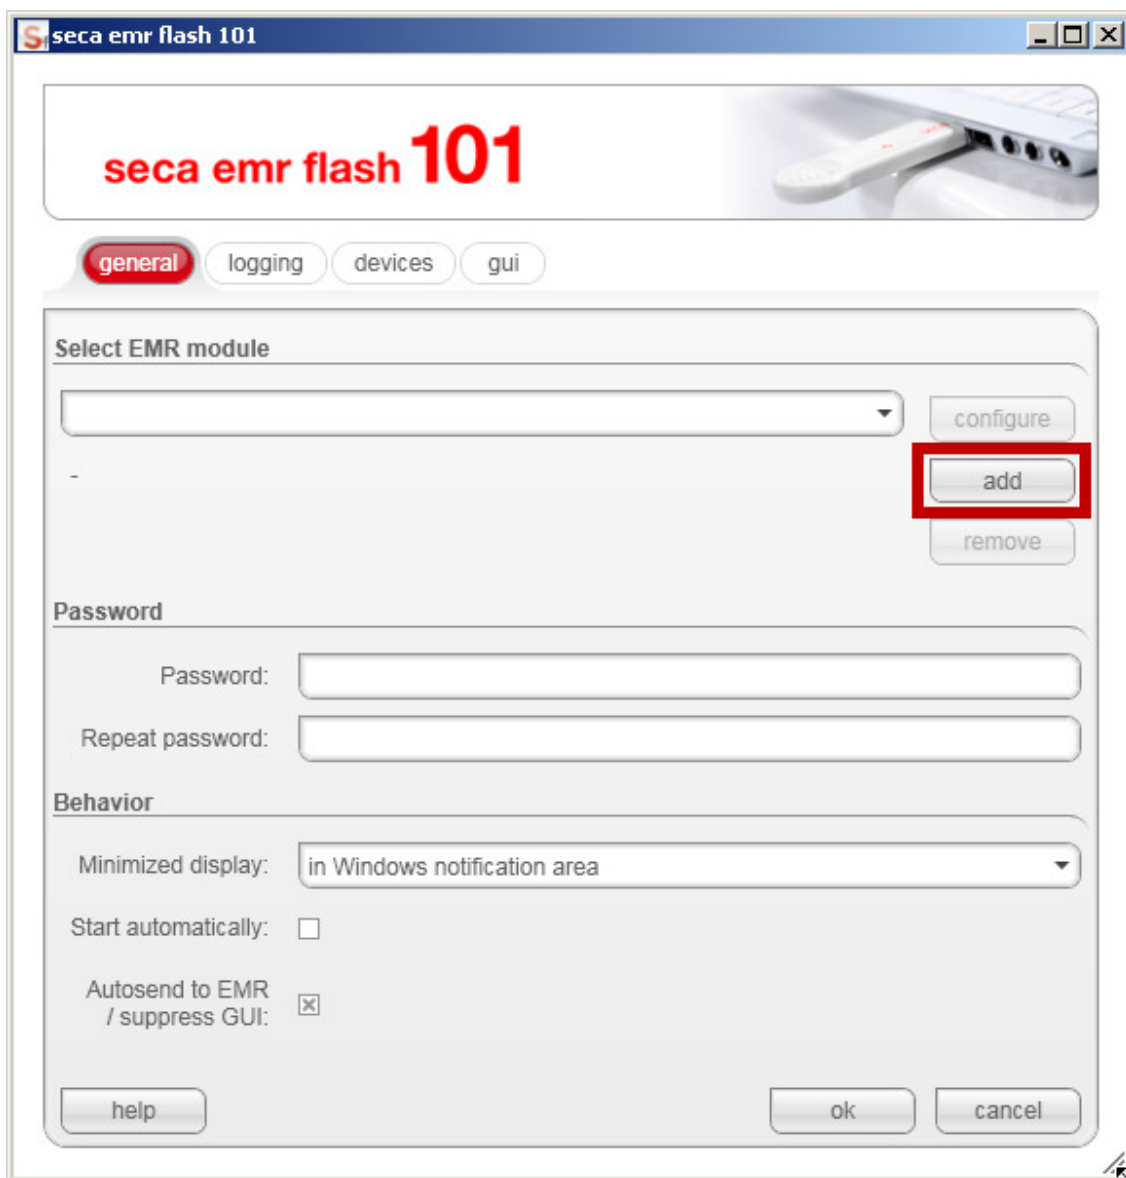 seca emr flash 101
seca emr flash 101
general logging devices gui
Select EMR module
configure
-
add
remove
Password
Password:
Repeat password:
Behavior
Minimized display: in Windows notification area
Start automatically:
Autosend to EMR
/ suppress GUI:
help ok cancel